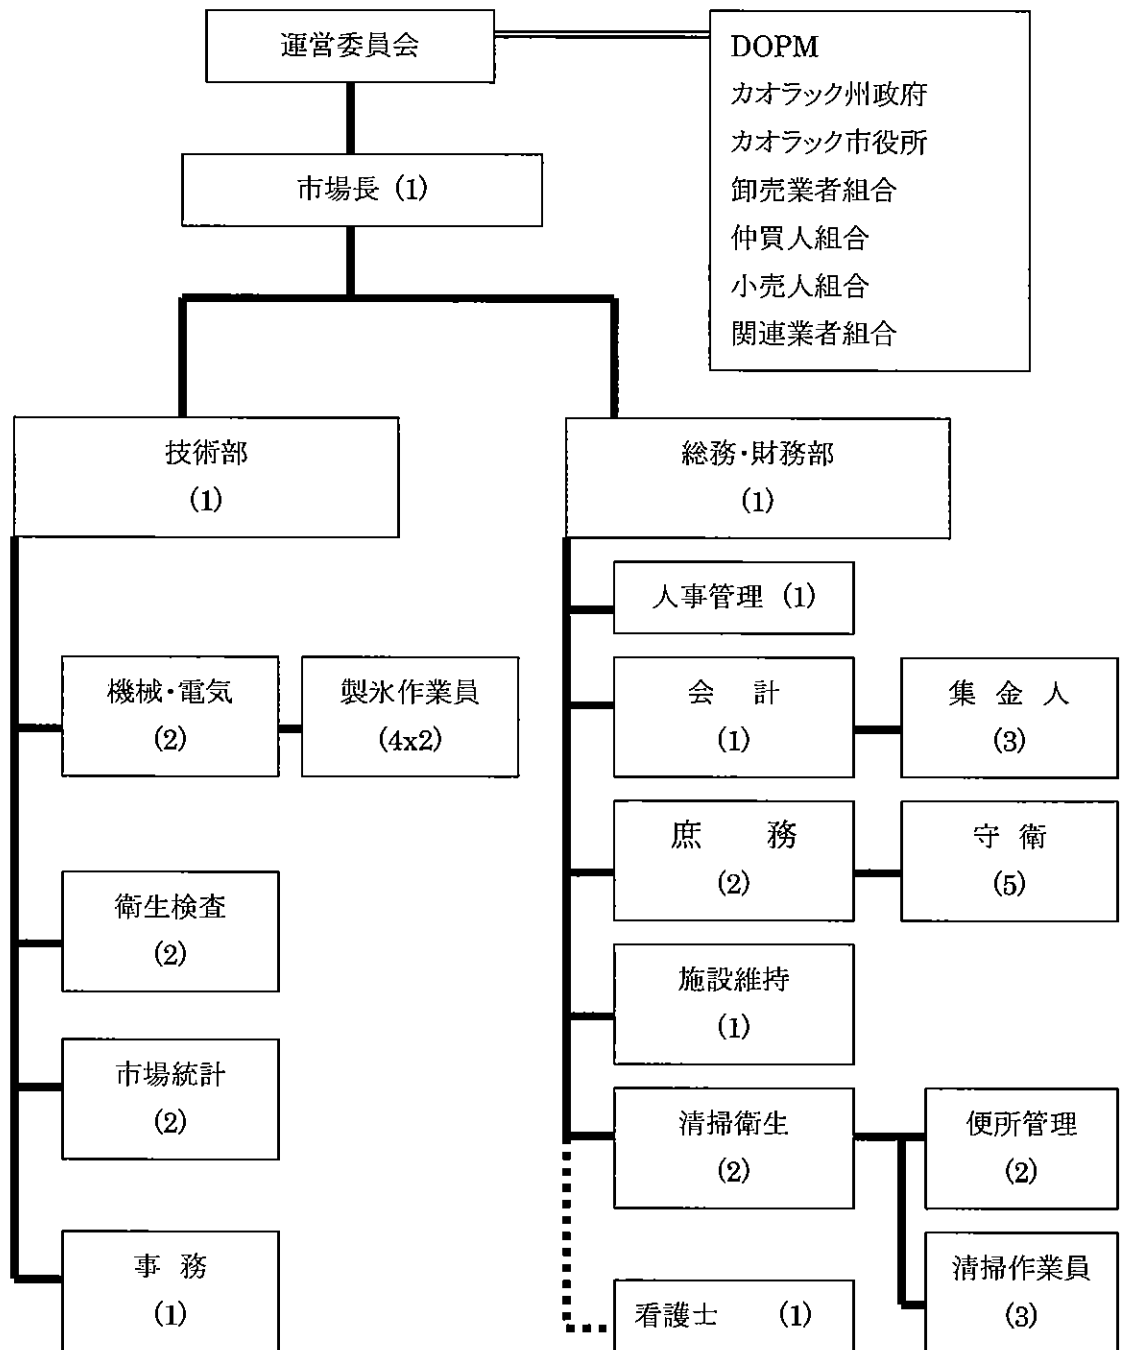 運営委員会
DOPM
カオラック州政府
カオラック市役所
卸売業者組合
仲買人組合
小売人組合
関連業者組合
市場長 (1)
技術部
(1)
総務・財務部
(1)
人事管理 (1)
機械・電気
(2)
製氷作業員
(4x2)
会 計
(1)
集 金 人
(3)
庶 務
(2)
守 衛
(5)
衛生検査
(2)
施設維持
(1)
市場統計
(2)
清掃衛生
(2)
便所管理
(2)
事 務
(1)
看護士 (1)
清掃作業員
(3)